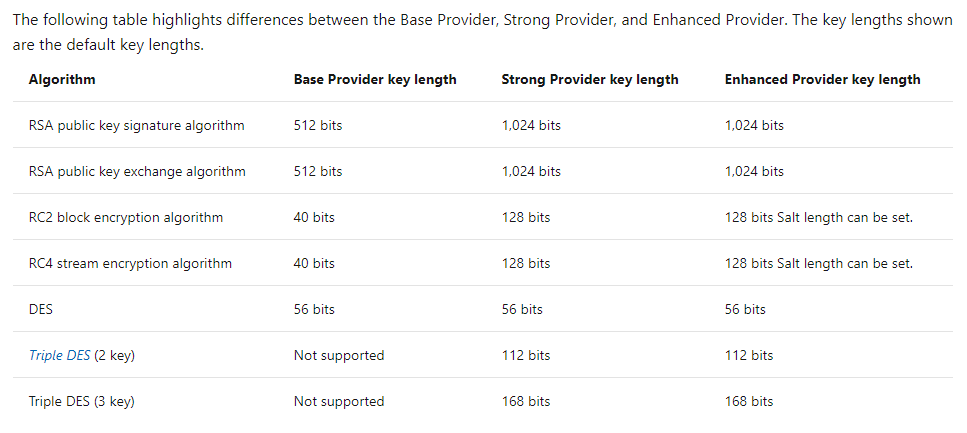 The following table highlights differences between the Base Provider, Strong Provider, and Enhanced Provider. The key lengths shown
are the default key lengths.
Algorithm Base Provider key length Strong Provider key length Enhanced Provider key length
RSA public key signature algorithm 512 bits 1,024 bits 1,024 bits
RSA public key exchange algorithm 512 bits 1,024 bits 1,024 bits
RC2 block encryption algorithm 40 bits 128 bits 128 bits Salt length can be set.
RC4 stream encryption algorithm 40 bits 128 bits 128 bits Salt length can be set.
DES 56 bits 56 bits 56 bits
Triple DES (2 key) Not supported 112 bits 112 bits
Triple DES (3 key) Not supported 168 bits 168 bits